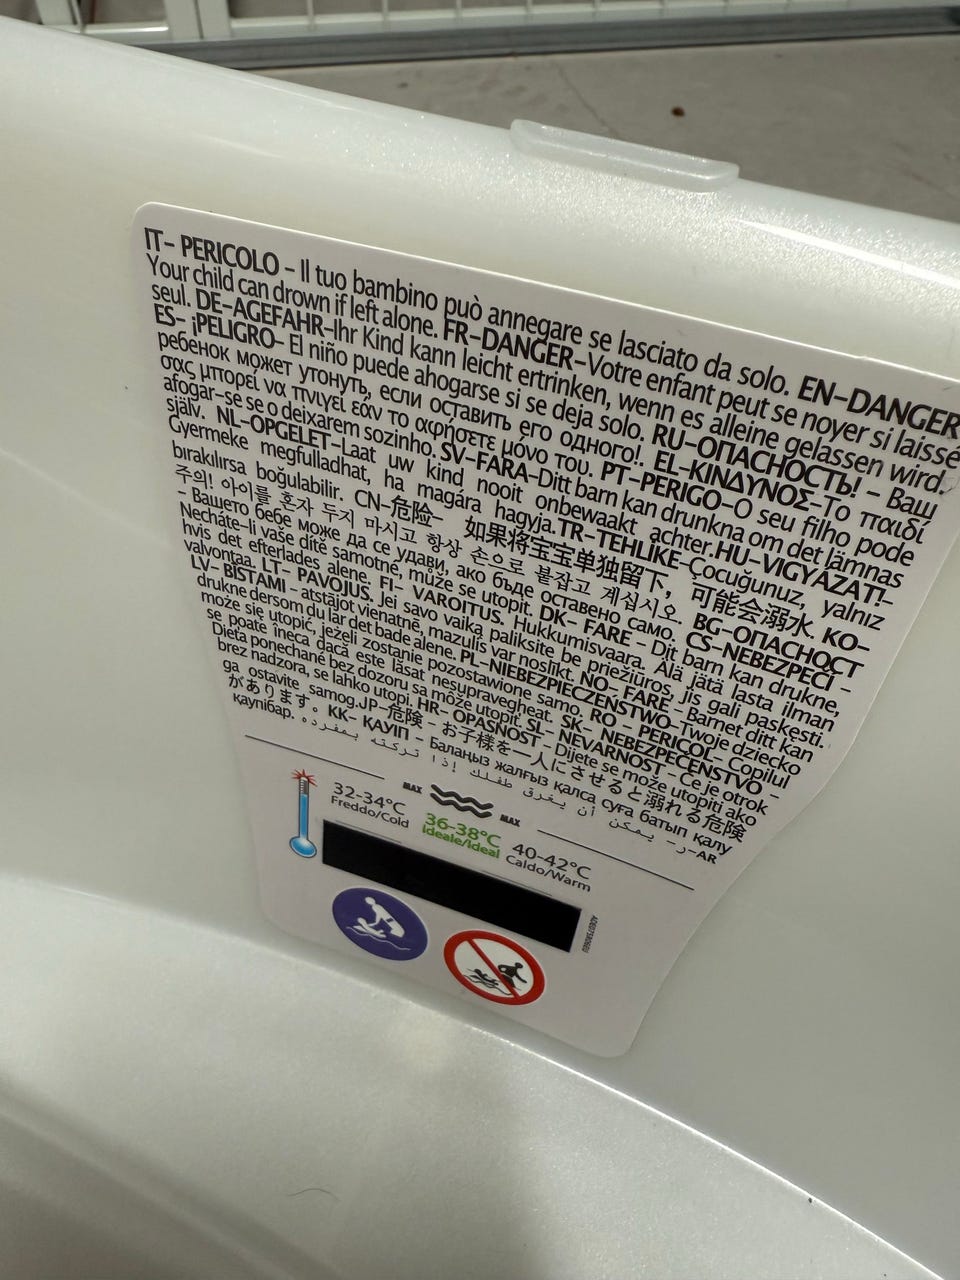 IT- PERICOLO - Il tuo bambino può annegare se lasciato da solo. EN-DANGER
Your child can drown if left alone. FR-DANGER-Votre enfant peut se noyer si laissé
seul. DE-AGEFAHR-Ihr Kind kann leicht ertrinken, wenn es alleine gelassen wird.
ES- ¡PELIGRO- El niño puede ahogarse si se deja solo. RU-ОПАСНОСТЬ! - Ваш
ребёнок может утонуть, если оставить его одного!. EL-ΚΙΝΔΥΝΟΣ-Το παιδί
σας μπορεί να πνιγεί εάν το αφήσετε μόνο του. PT-PERIGO-O seu filho pode
afogar-se se o deixarem sozinho. SV-FARA-Ditt barn kan drunkna om det lämnas
själv. NL-OPGELET-Laat uw kind nooit onbewaakt achter. HU-VIGYÁZAT!-
Gyermeke megfulladhat, ha magára hagyja. TR- TEHLİKE-Çocuğunuz, yalnız
bırakılırsa boğulabilir. CN-危险- 如果将宝宝单独留下, 可能会溺水. KO-
주의! 아이를 혼자 두지 마시고 항상 손으로 붙잡고 계십시오. BG-ОПАСНОСТ
- Вашето бебе може да се удави, ако бъде оставено само. CS-NEBEZPEČÍ -
Necháte-li vaše dítě samotné, může se utopit. DK- FARE - Dit barn kan drukne,
hvis det efterlades alene. FI- VAROITUS. Hukkumisvaara. Älä jätä lasta ilman
valvontaa. LT- PAVOJUS. Jei savo vaiką paliksite be priežiūros, jis gali paskęsti.
LV- BĪSTAMI - atstājot vienatnē, mazulis var noslīkt. NO- FARE- Barnet ditt kan
drukne dersom du lar det bade alene. PL-NIEBEZPIECZEŃSTWO-Twoje dziecko
może się utopić, jeżeli zostanie pozostawione samo. RO - PERICOL- Copilul
se poate îneca dacă este lăsat nesupravegheat. SK - NEBEZPEČENSTVO -
Dieťa ponechané bez dozoru sa môže utopiť. SL- NEVARNOST - Če je otrok
brez nadzora, se lahko utopi. HR- OPASNOST - Dijete se može utopiti ako
ga ostavite samog. JP-危険 - お子様を一人にさせると溺れる危険
があります。KK- ҚАУІП - Балаңыз жалғыз қалса суға батып қалу
қаупібар. يمكن أن يغرق طفلك إذا تركته بمفرده -AR
MAX
MAX
32-34°C
Freddo/Cold
36-38°C
Ideale/Ideal
40-42°C
Caldo/Warm